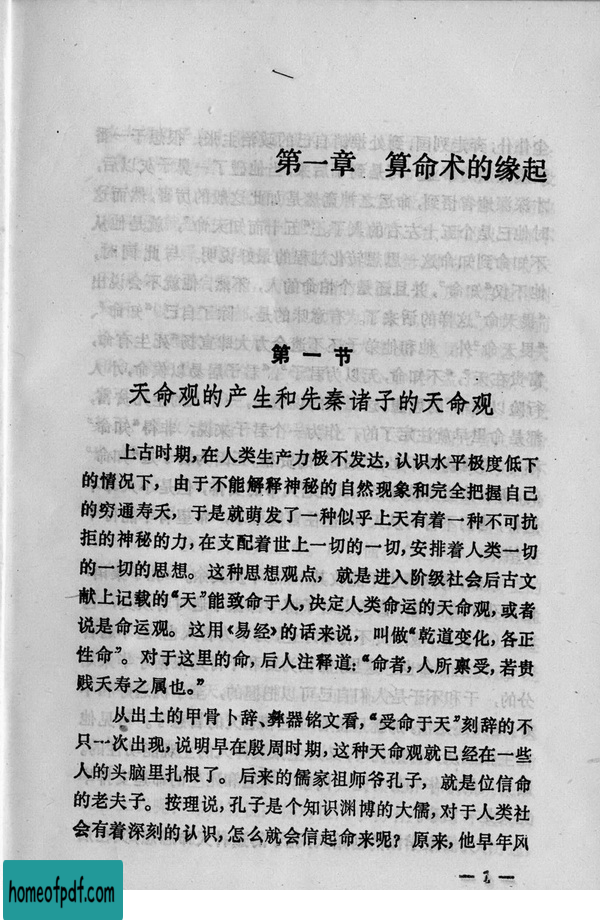 第一章　算命术的缘起
第一节
天命观的产生和先秦诸子的天命观
上古时期，在人类生产力极不发达，认识水平极度低下
的情况下，由于不能解释神秘的自然现象和完全把握自己
的穷通寿夭，于是就萌发了一种似乎上天有着一种不可抗
拒的神秘的力，在支配着世上一切的一切，安排着人类一切
的一切的思想。这种思想观点，就是进入阶级社会后古文
献上记载的“天”能致命于人，决定人类命运的天命观，或者
说是命运观。这用《易经》的话来说，叫做“乾道变化，各正
性命”。对于这里的命，后人注释道：“命者，人所禀受，若贵
贱夭寿之属也。”
从出土的甲骨卜辞、彝器铭文看，“受命于天”刻辞的不
只一次出现，说明早在殷周时期，这种天命观就已经在一些
人的头脑里扎根了。后来的儒家祖师爷孔子，就是位信命
的老夫子。按理说，孔子是个知识渊博的大儒，对于人类社
会有着深刻的认识，怎么就会信起命来呢？原来，他早年风
— 1 —
homeofpdf.com